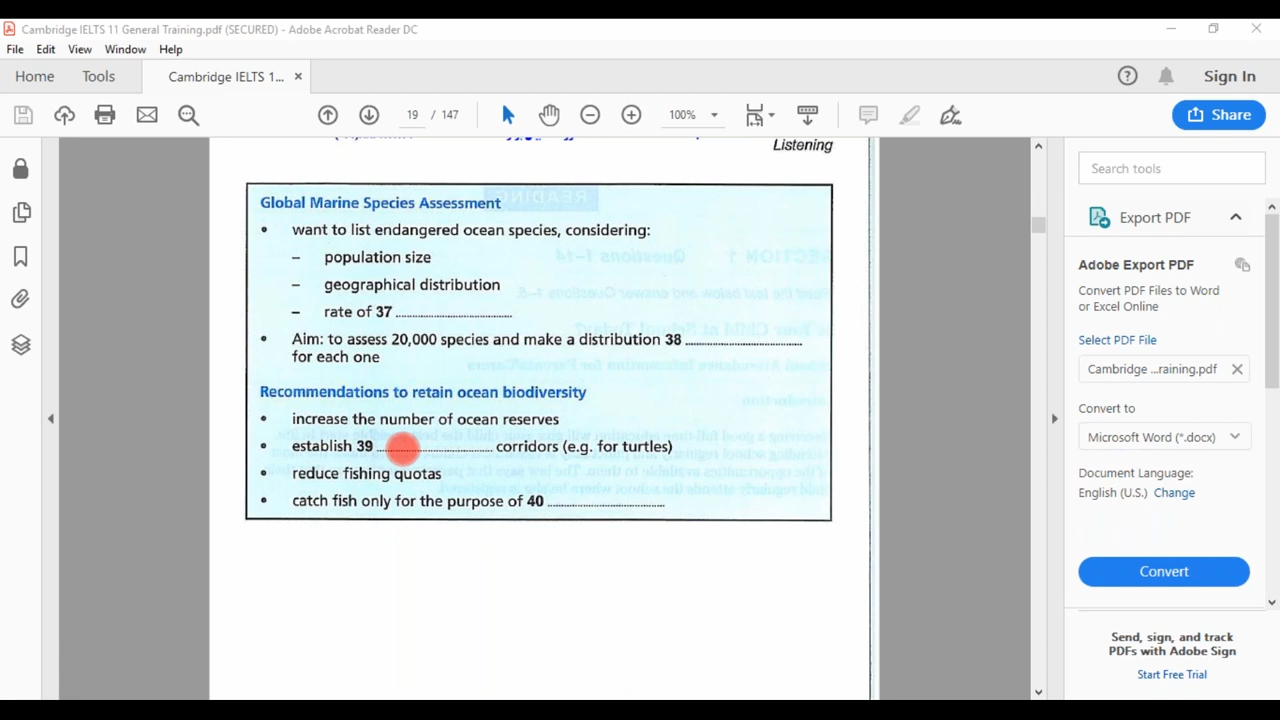 Cambridge IELTS 11 General Training.pdf (SECURED) - Adobe Acrobat Reader DC
File Edit View Window Help
Home Tools Cambridge IELTS 1... ×
Sign In
19 / 147
100%
Share
Listening
Global Marine Species Assessment
• want to list endangered ocean species, considering:
– population size
– geographical distribution
– rate of 37 ..............................
• Aim: to assess 20,000 species and make a distribution 38 ..............................
for each one
Recommendations to retain ocean biodiversity
• increase the number of ocean reserves
• establish 39 .............................. corridors (e.g. for turtles)
• reduce fishing quotas
• catch fish only for the purpose of 40 ..............................
Search tools
Export PDF
Adobe Export PDF
Convert PDF Files to Word
or Excel Online
Select PDF File
Cambridge ...raining.pdf
Convert to
Microsoft Word (*.docx)
Document Language:
English (U.S.) Change
Convert
Send, sign, and track
PDFs with Adobe Sign
Start Free Trial